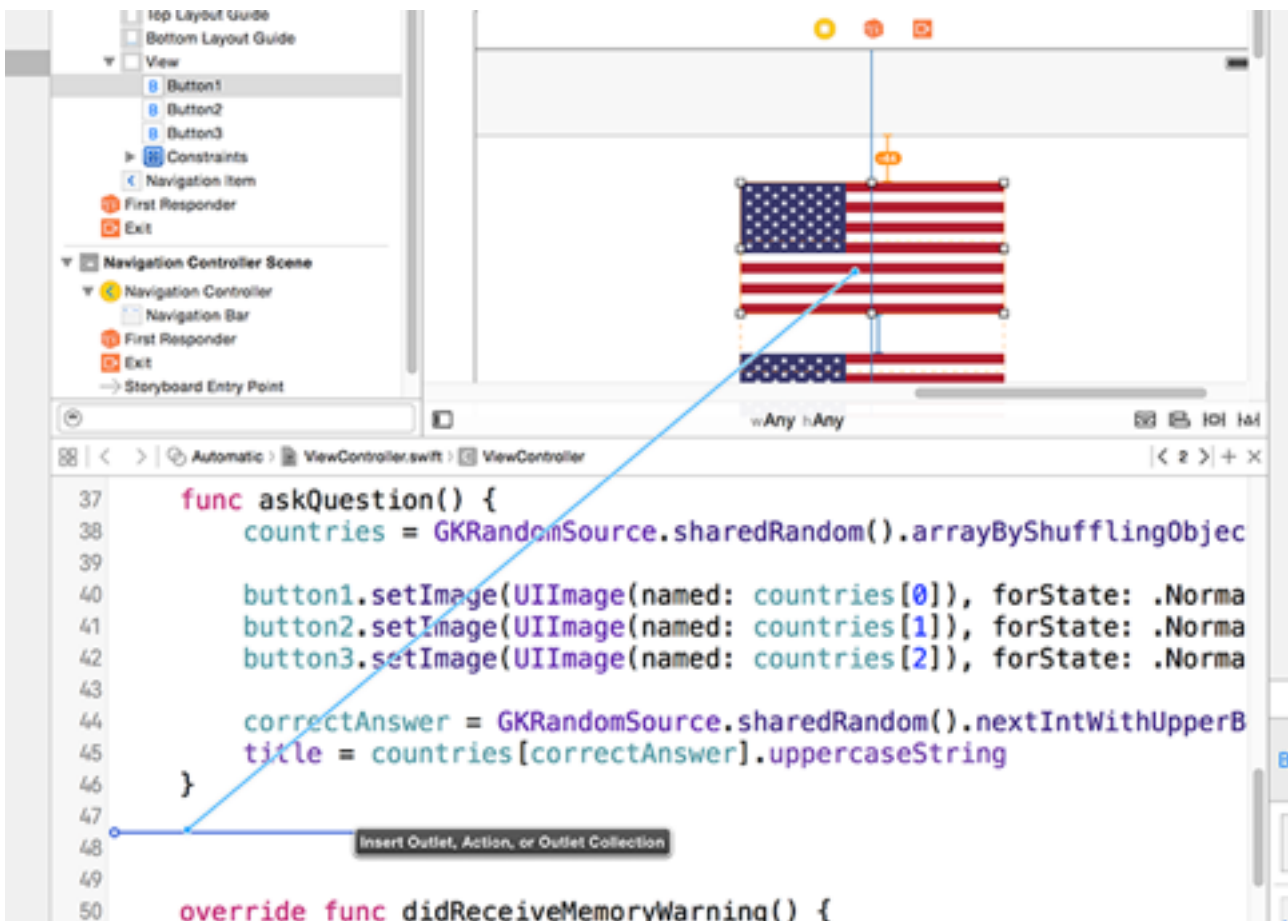 Top Layout Guide
Bottom Layout Guide
View
B Button1
B Button2
B Button3
Constraints
Navigation Item
First Responder
Exit
Navigation Controller Scene
Navigation Controller
Navigation Bar
First Responder
Exit
Storyboard Entry Point
-44
wAny hAny
Automatic ViewController.swift ViewController
< 2 > + ×
37 func askQuestion() {
38 countries = GKRandomSource.sharedRandom().arrayByShufflingObjec
39
40 button1.setImage(UIImage(named: countries[0]), forState: .Norma
41 button2.setImage(UIImage(named: countries[1]), forState: .Norma
42 button3.setImage(UIImage(named: countries[2]), forState: .Norma
43
44 correctAnswer = GKRandomSource.sharedRandom().nextIntWithUpperB
45 title = countries[correctAnswer].uppercaseString
46 }
47
Insert Outlet, Action, or Outlet Collection
48
49
50 override func didReceiveMemoryWarning() {